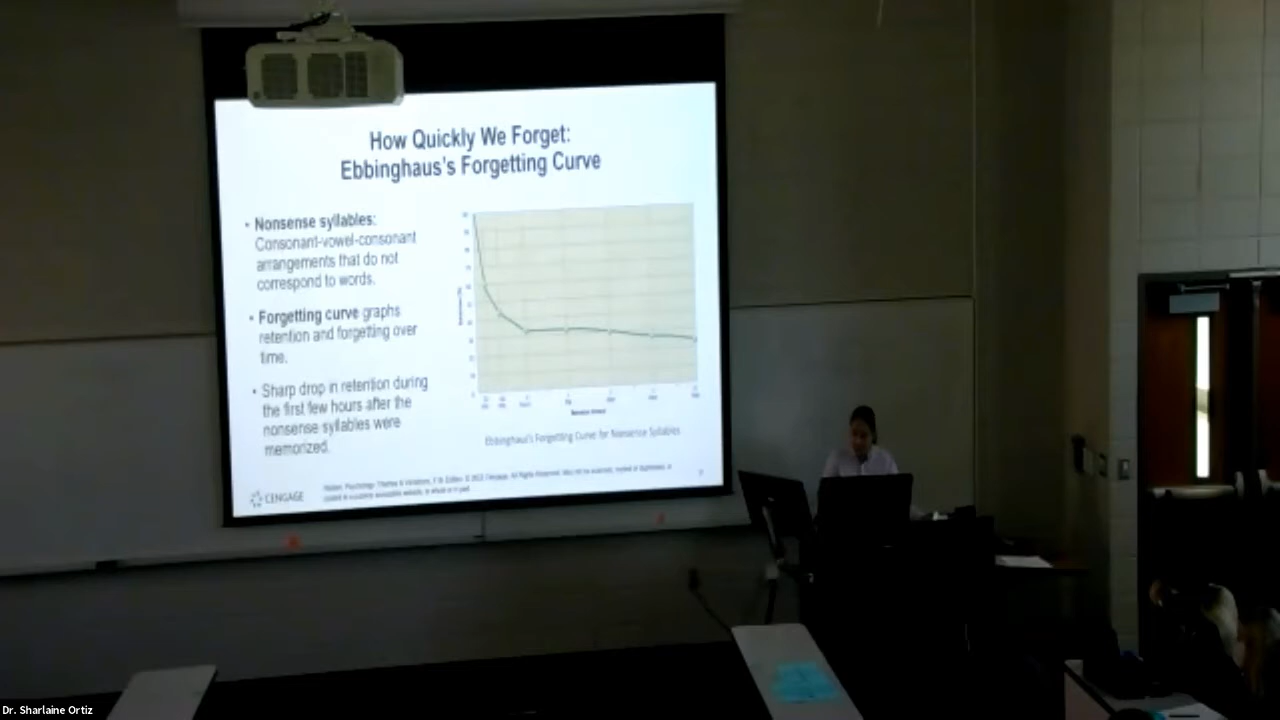 How Quickly We Forget:
Ebbinghaus's Forgetting Curve
• Nonsense syllables:
Consonant-vowel-consonant
arrangements that do not
correspond to words.
• Forgetting curve graphs
retention and forgetting over
time.
• Sharp drop in retention during
the first few hours after the
nonsense syllables were
memorized.
Ebbinghaus's Forgetting Curve for Nonsense Syllables
CENGAGE
Dr. Sharlaine Ortiz